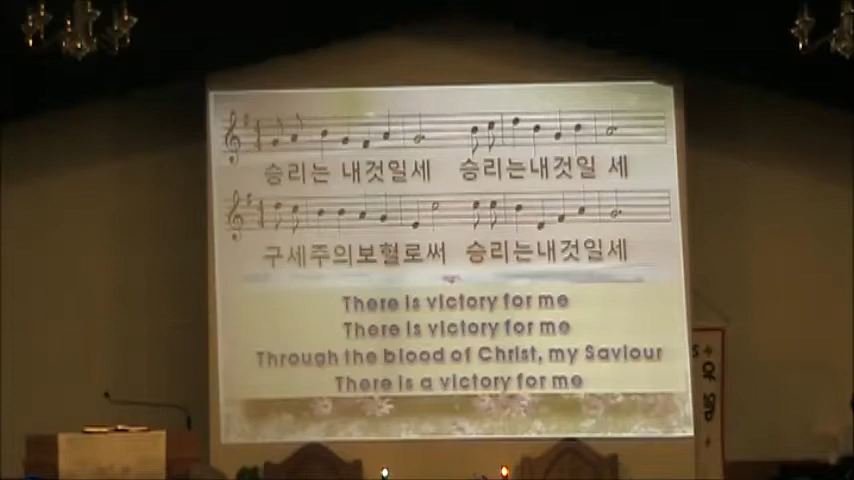 승리는 내것일세 승리는내것일 세
구세주의보혈로써 승리는내것일세
There is victory for me
There is victory for me
Through the blood of Christ, my Saviour
There is a victory for me
OF